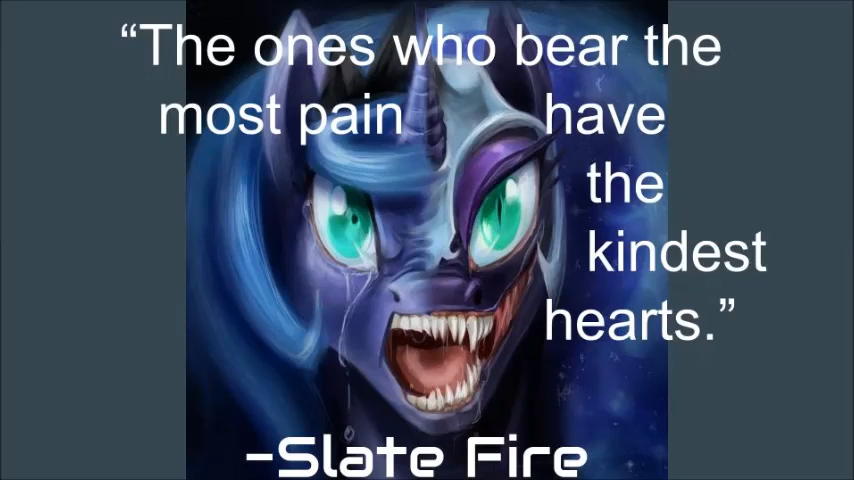 “The ones who bear the
most pain have
the
kindest
hearts.”
-Slate Fire